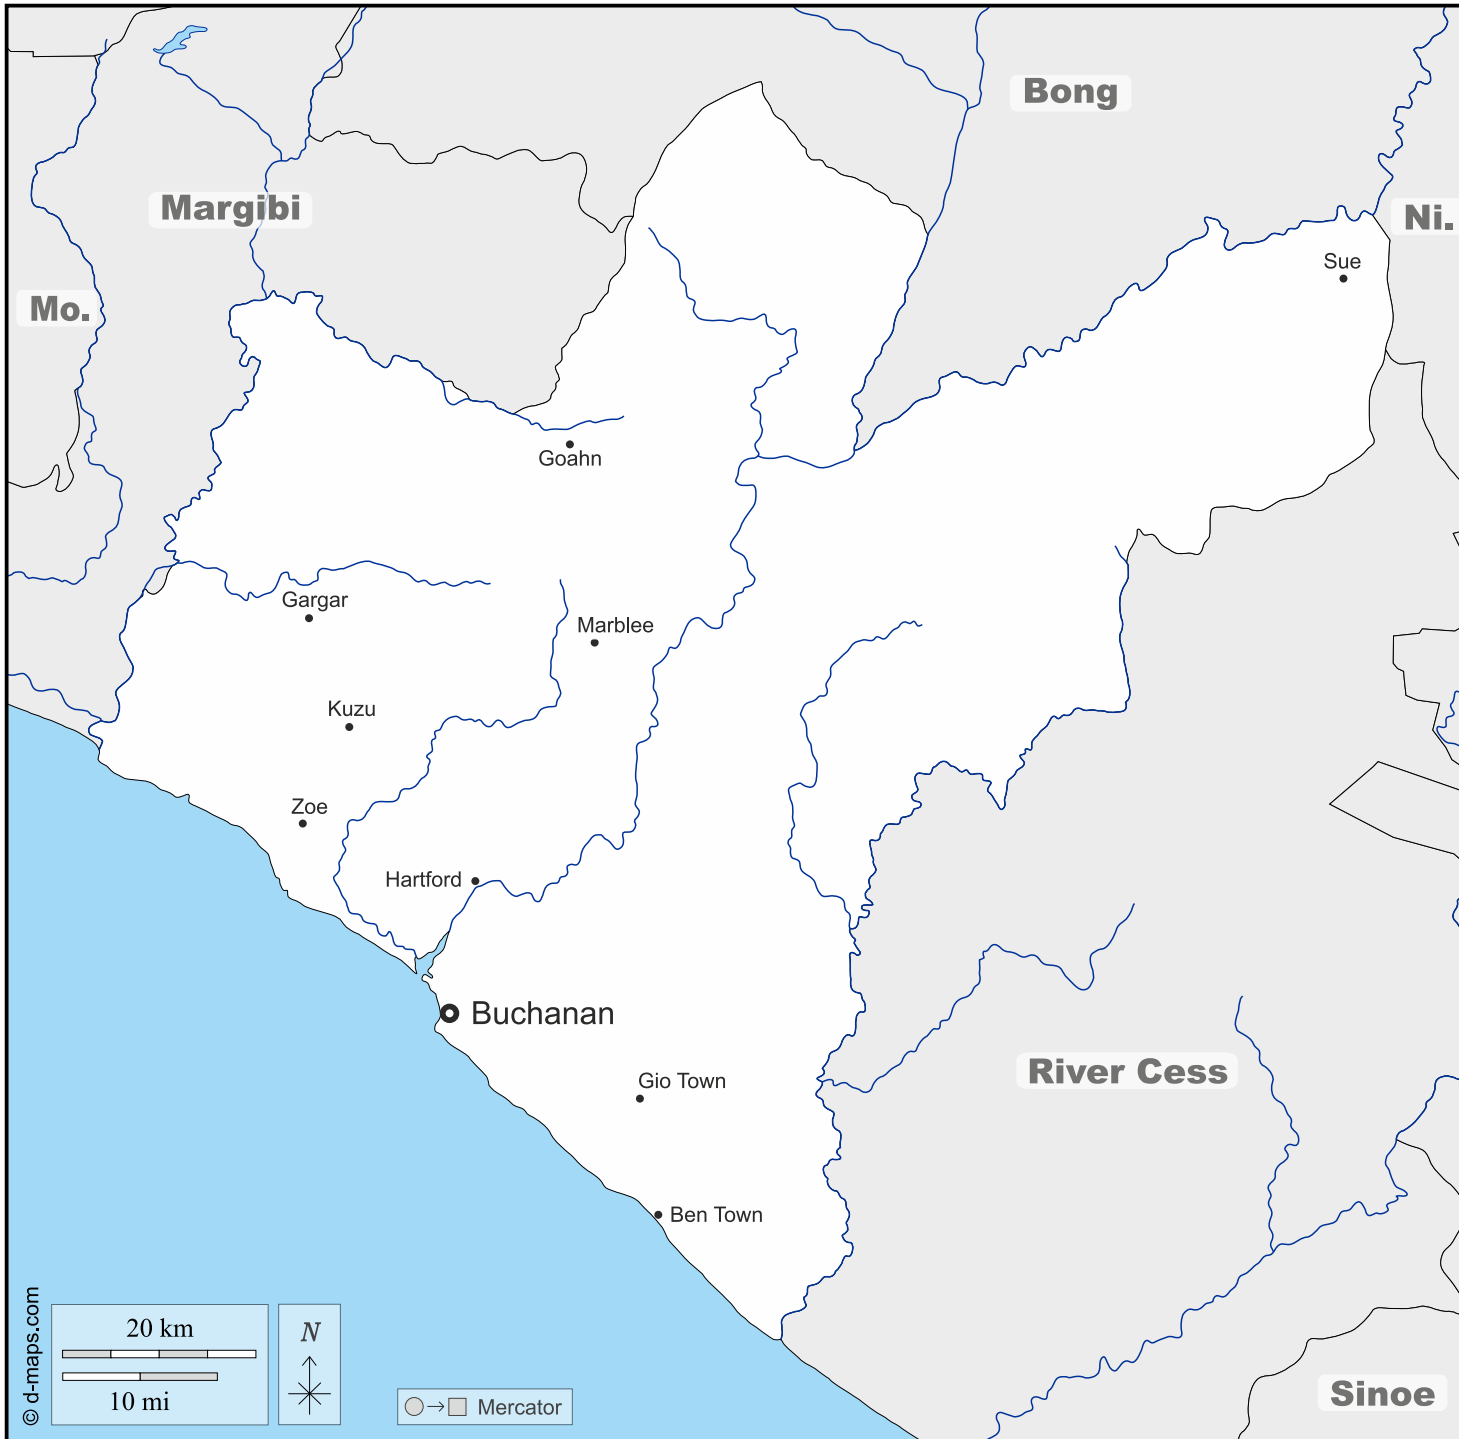 Bong
Margibi
Ni.
Sue
Mo.
Goahn
Gargar
Marblee
Kuzu
Zoe
Hartford
Buchanan
River Cess
Gio Town
Ben Town
© d-maps.com
20 km
10 mi
N
Mercator
Sinoe